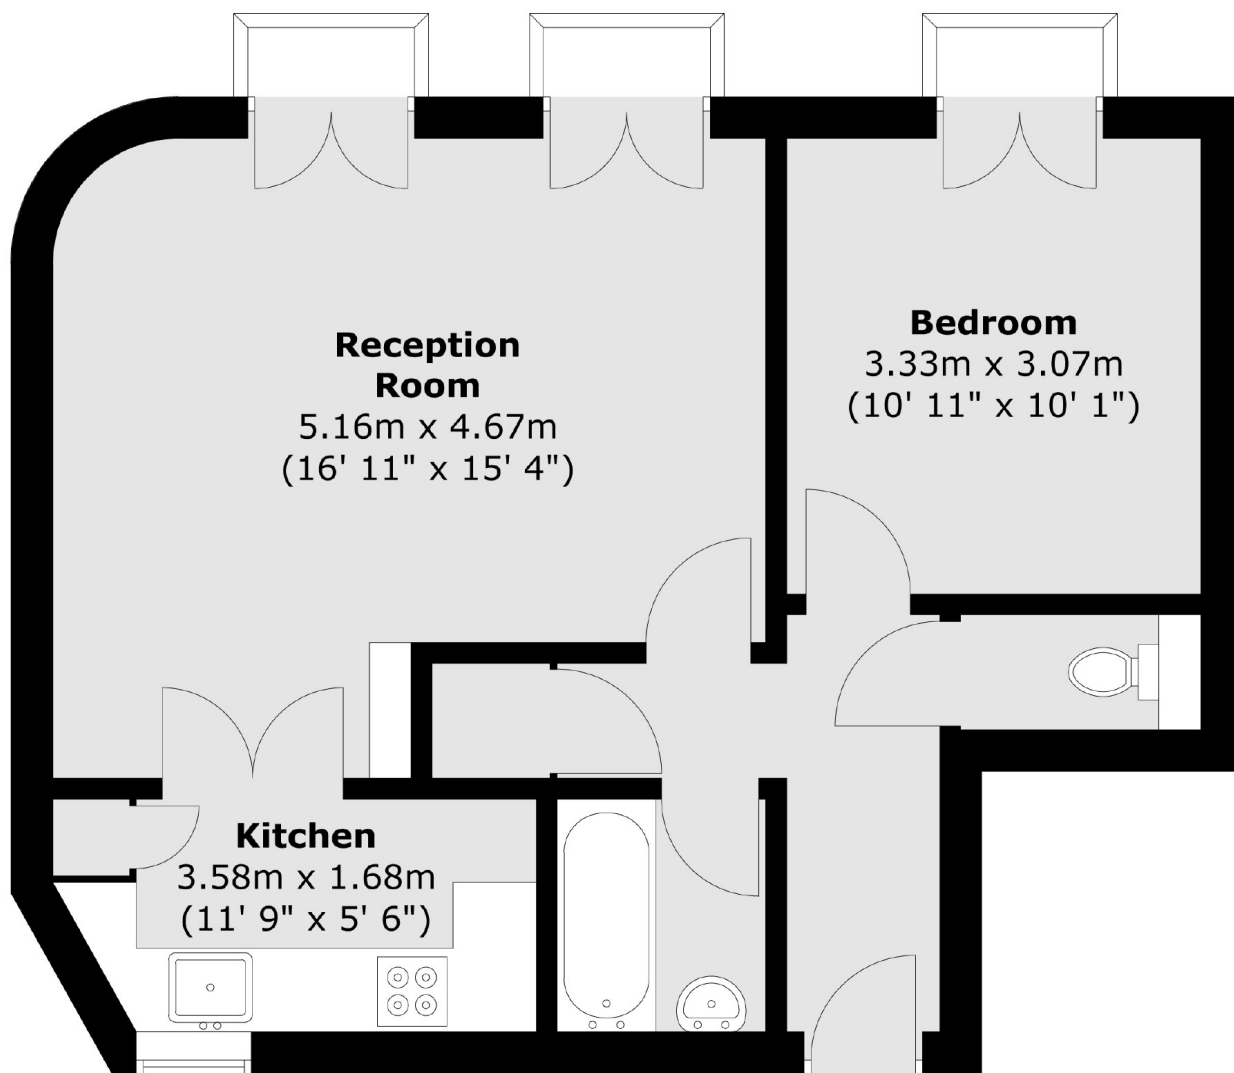 Reception
Room
5.16m x 4.67m
(16' 11" x 15' 4")
Bedroom
3.33m x 3.07m
(10' 11" x 10' 1")
Kitchen
3.58m x 1.68m
(11' 9" x 5' 6")